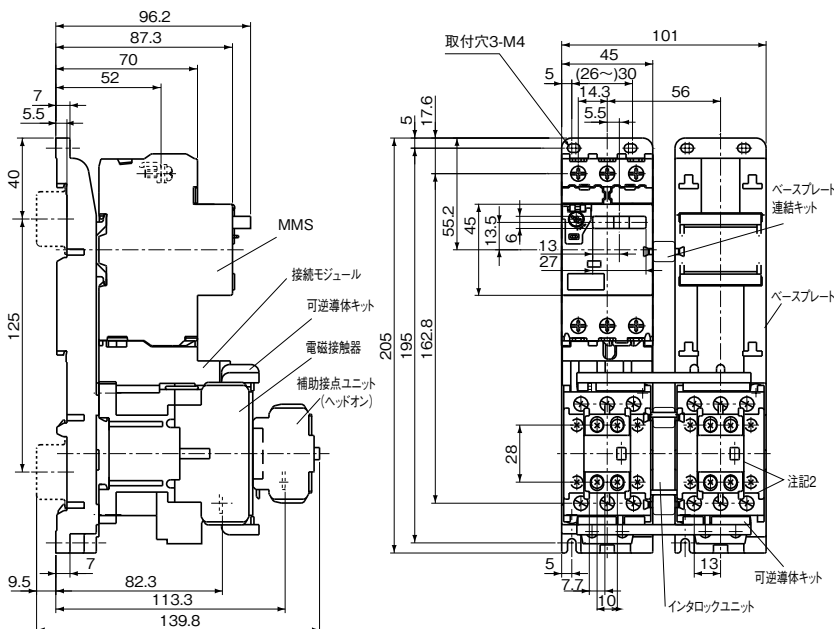 96.2
87.3
70
52
7
5.5
40
125
MMS
接続モジュール
可逆導体キット
電磁接触器
補助接点ユニット
(ヘッドオン)
7
9.5
82.3
113.3
139.8
取付穴3-M4
101
45
5
(26～)30
14.3
56
5.5
5
17.6
55.2
45
13.5
6
13
27
205
195
162.8
28
ベースプレート
連結キット
ベースプレート
注記2
可逆導体キット
インタロックユニット
5
7.7
10
13